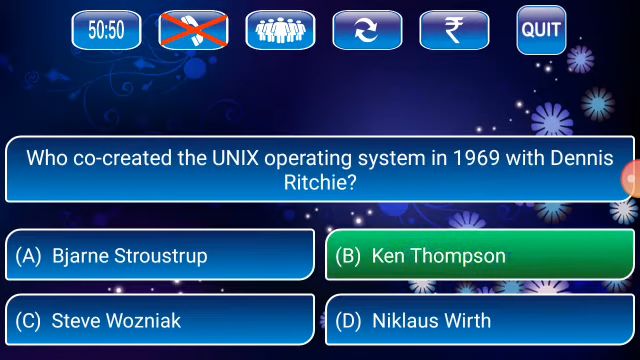 50:50
₹
QUIT
Who co-created the UNIX operating system in 1969 with Dennis
Ritchie?
(A) Bjarne Stroustrup
(B) Ken Thompson
(C) Steve Wozniak
(D) Niklaus Wirth